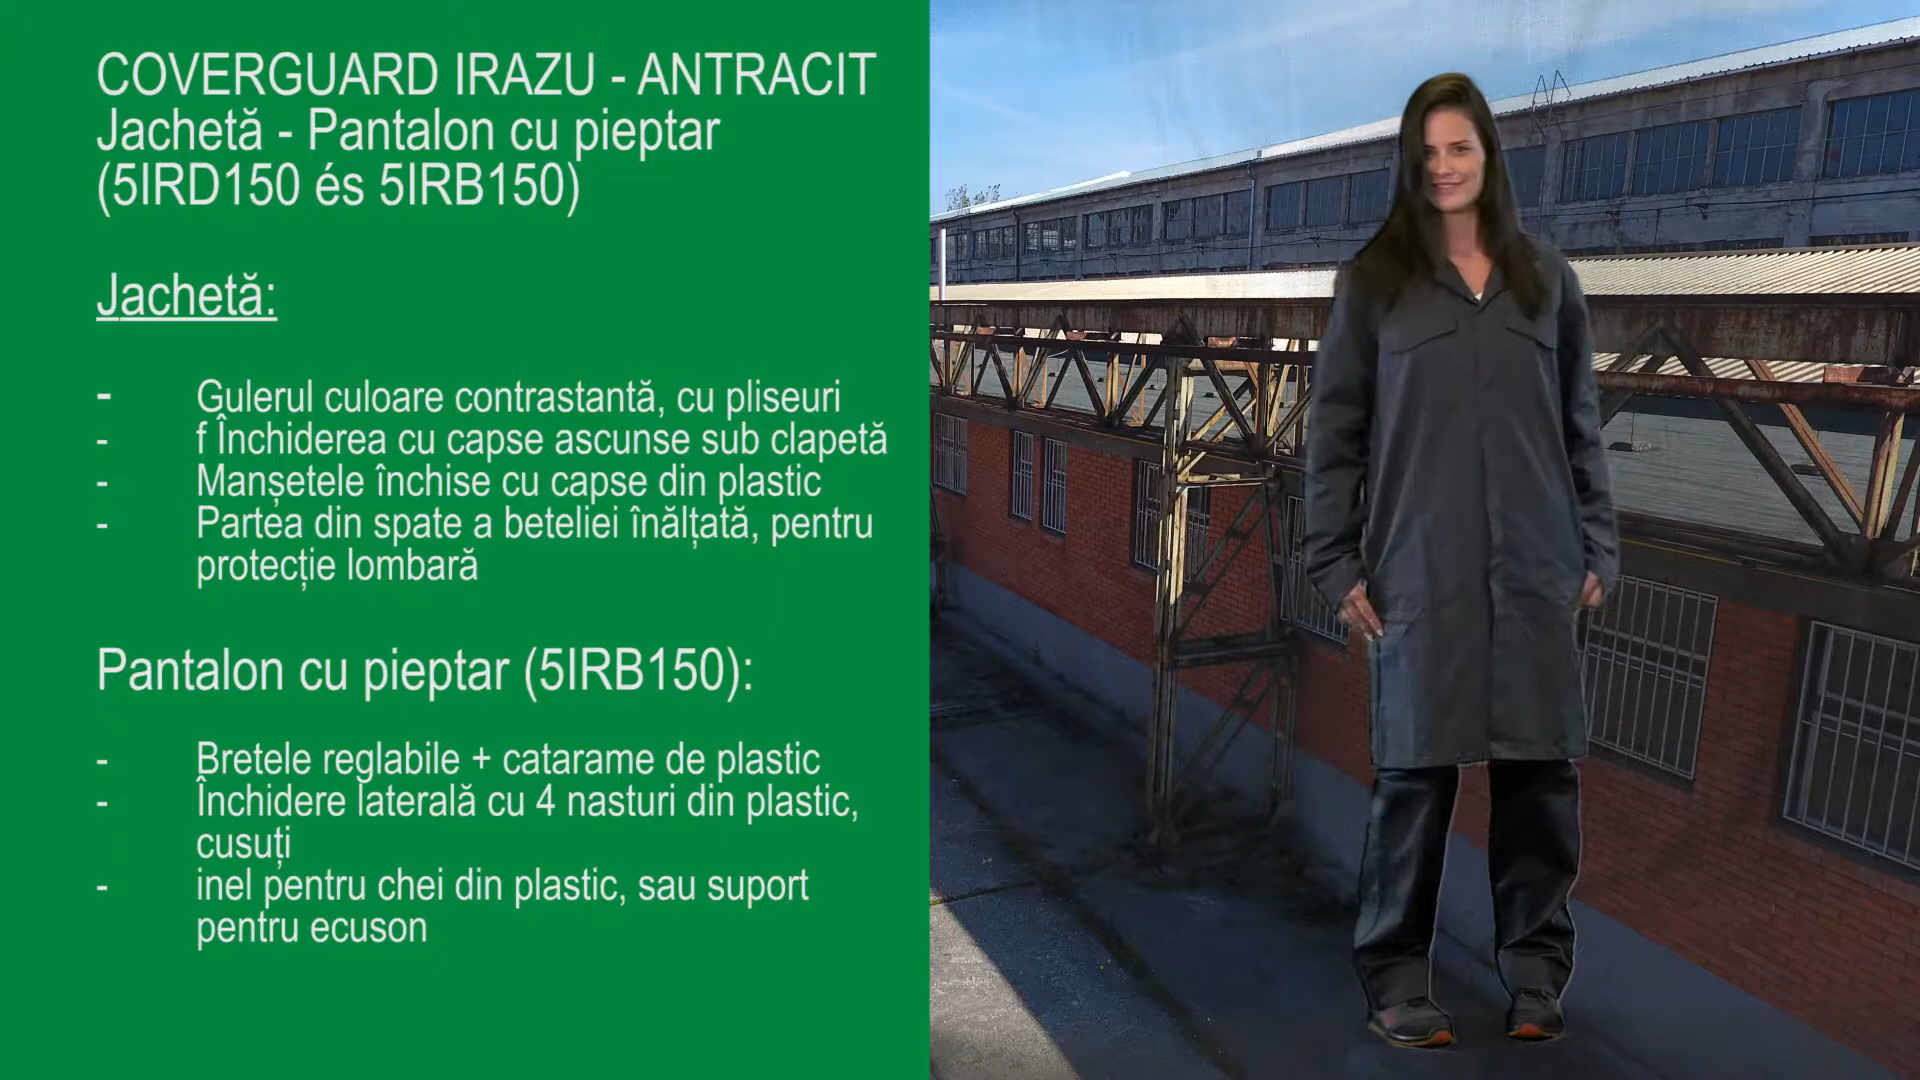 COVERGUARD IRAZU - ANTRACIT
Jachetă - Pantalon cu pieptar
(5IRD150 és 5IRB150)
Jachetă:
- Gulerul culoare contrastantă, cu pliseuri
- f Închiderea cu capse ascunse sub clapetă
- Manșetele închise cu capse din plastic
- Partea din spate a beteliei înălțată, pentru
protecție lombară
Pantalon cu pieptar (5IRB150):
- Bretele reglabile + catarame de plastic
- Închidere laterală cu 4 nasturi din plastic,
cusuți
- inel pentru chei din plastic, sau suport
pentru ecuson